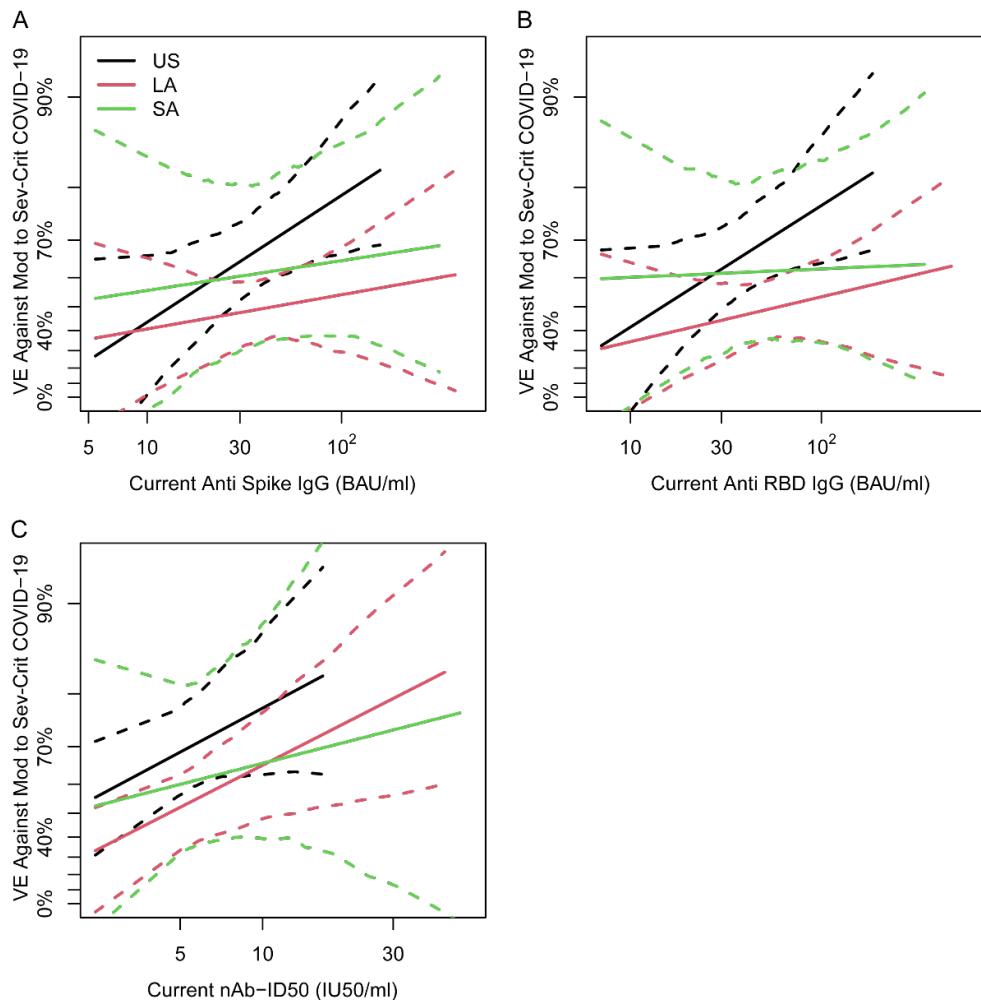 A
VE Against Mod to Sev-Crit COVID−19
90%
70%
40%
0%
US
LA
SA
5
10
30
10²
Current Anti Spike IgG (BAU/ml)
B
VE Against Mod to Sev-Crit COVID−19
90%
70%
40%
0%
10
30
10²
Current Anti RBD IgG (BAU/ml)
C
VE Against Mod to Sev-Crit COVID−19
90%
70%
40%
0%
5
10
30
Current nAb−ID50 (IU50/ml)